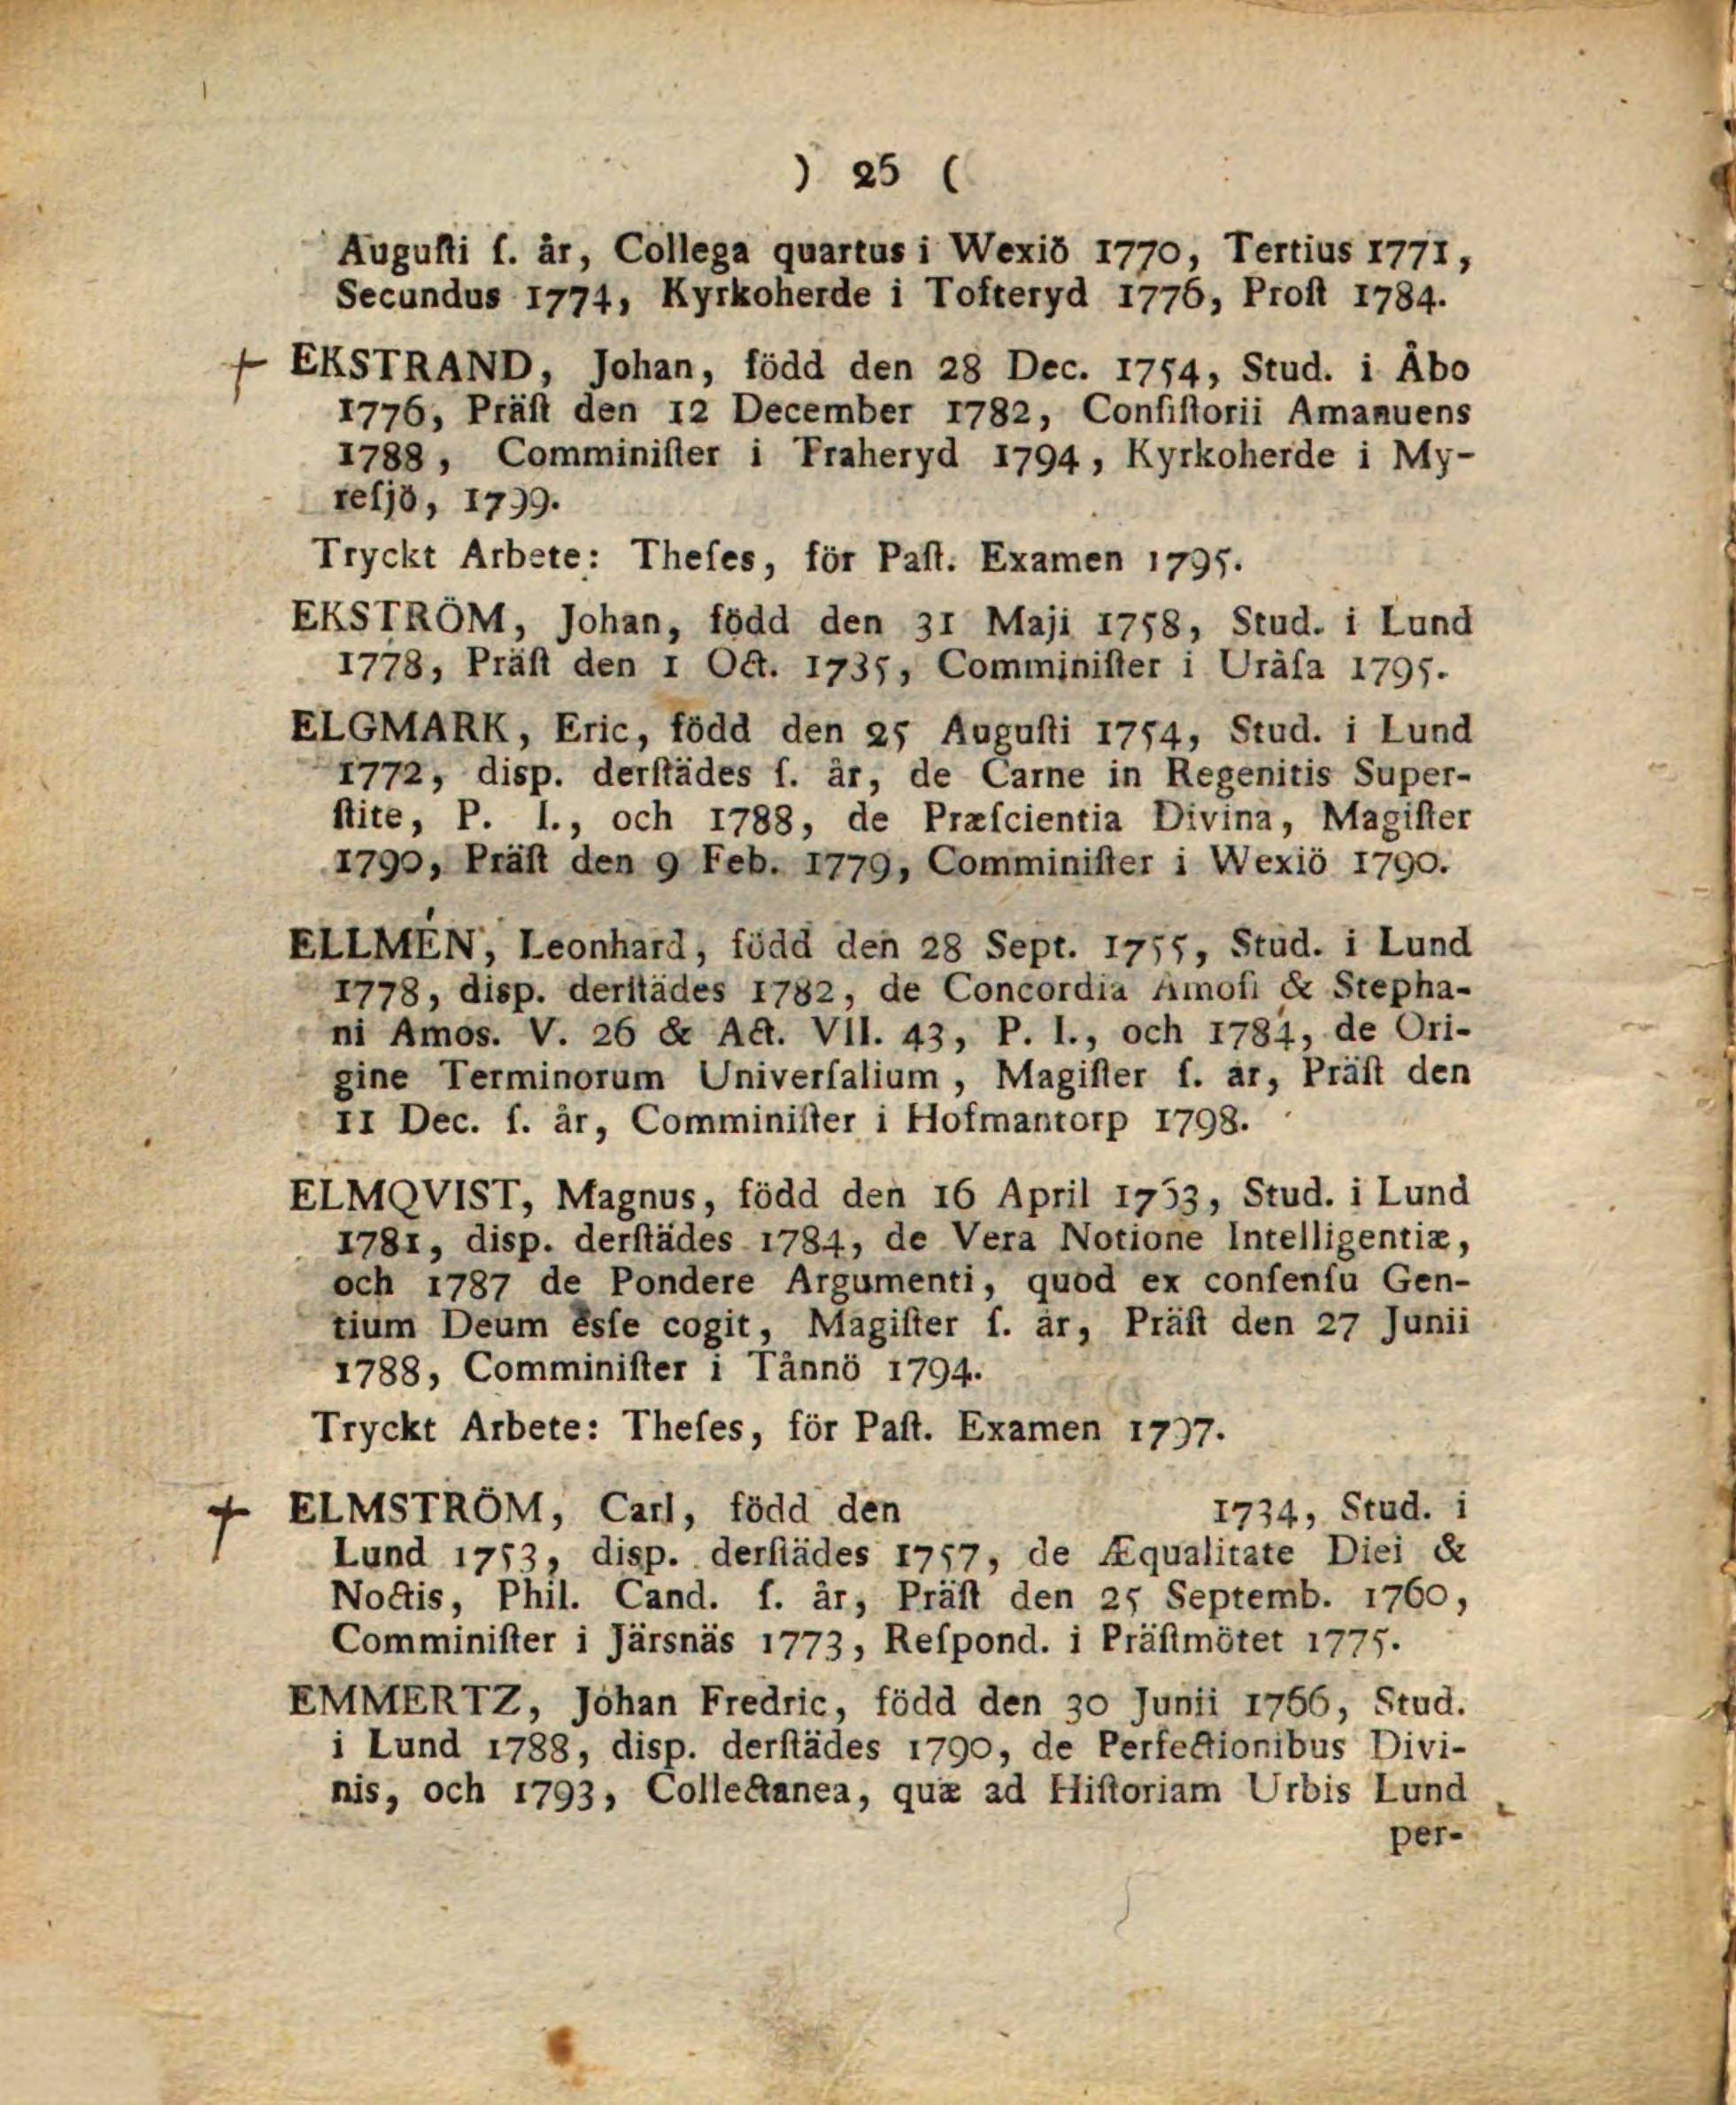 ) 25 (
Auguſti ſ. år, Collega quartus i Wexiö 1770, Tertius 1771,
Secundus 1774, Kyrkoherde i Tofteryd 1776, Proſt 1784.
EKSTRAND, Johan, född den 28 Dec. 1754, Stud. i Åbo
1776, Präſt den 12 December 1782, Conſiſtorii Amanuens
1788, Comminiſter i Traheryd 1794, Kyrkoherde i My-
reſjö, 1799.
Tryckt Arbete: Theſes, för Paſt. Examen 1795.
EKSTRÖM, Johan, född den 31 Maji 1758, Stud. i Lund
1778, Präſt den 1 Oct. 1735, Comminiſter i Uråſa 1795.
ELGMARK, Eric, född den 25 Auguſti 1754, Stud. i Lund
1772, disp. derſtädes ſ. år, de Carne in Regenitis Super-
ſtite, P. I., och 1788, de Præſcientia Divina, Magiſter
1790, Präſt den 9 Feb. 1779, Comminiſter i Wexiö 1790.
ELLMÉN, Leonhard, född den 28 Sept. 1755, Stud. i Lund
1778, disp. derſtädes 1782, de Concordia Amoſi & Stepha-
ni Amos. V. 26 & Act. VII. 43, P. I., och 1784, de Ori-
gine Terminorum Univerſalium, Magiſter ſ. år, Präſt den
11 Dec. ſ. år, Comminiſter i Hofmantorp 1798.
ELMQVIST, Magnus, född den 16 April 1753, Stud. i Lund
1781, disp. derſtädes 1784, de Vera Notione Intelligentiæ,
och 1787 de Pondere Argumenti, quod ex conſenſu Gen-
tium Deum esſe cogit, Magiſter ſ. år, Präſt den 27 Junii
1788, Comminiſter i Tånnö 1794.
Tryckt Arbete: Theſes, för Paſt. Examen 1797.
ELMSTRÖM, Carl, född den 1734, Stud. i
Lund 1753, disp. derſtädes 1757, de Æqualitate Diei &
Noctis, Phil. Cand. ſ. år, Präſt den 25 Septemb. 1760,
Comminiſter i Järsnäs 1773, Reſpond. i Präſtmötet 1775.
EMMERTZ, Johan Fredric, född den 30 Junii 1766, Stud.
i Lund 1788, disp. derſtädes 1790, de Perfectionibus Divi-
nis, och 1793, Collectanea, quæ ad Hiſtoriam Urbis Lund
per-